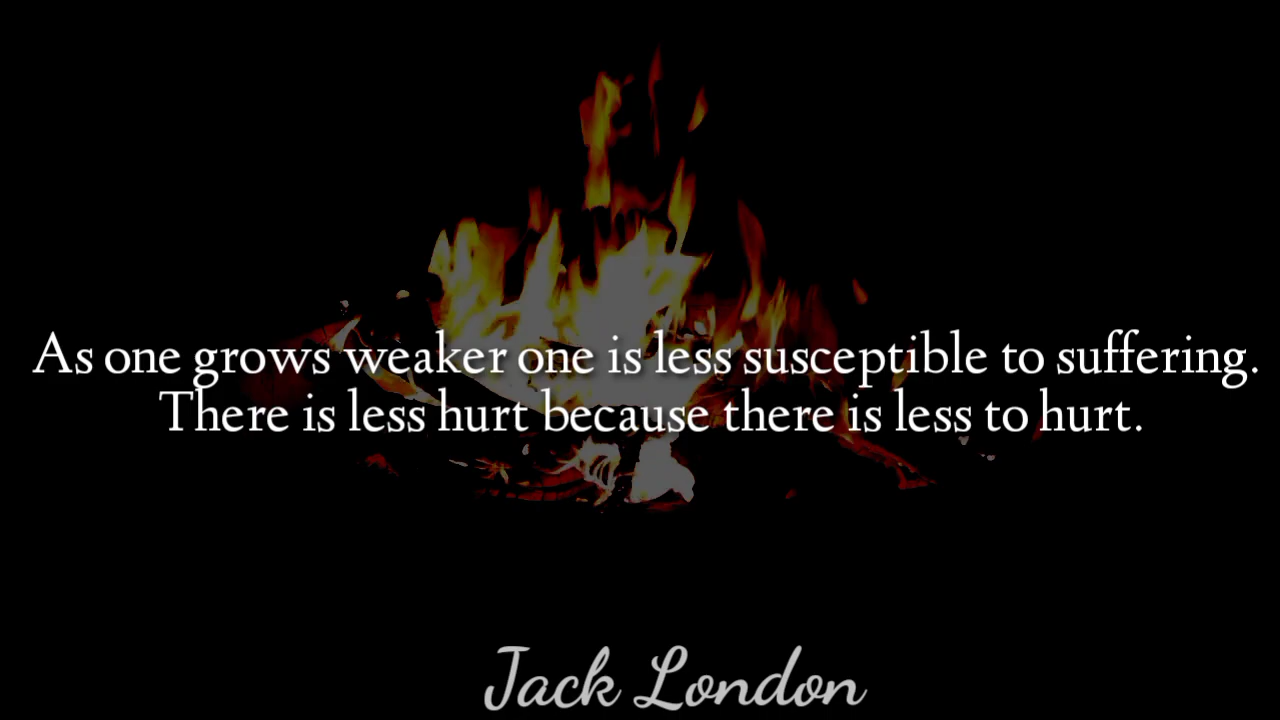 As one grows weaker one is less susceptible to suffering.
There is less hurt because there is less to hurt.
Jack London